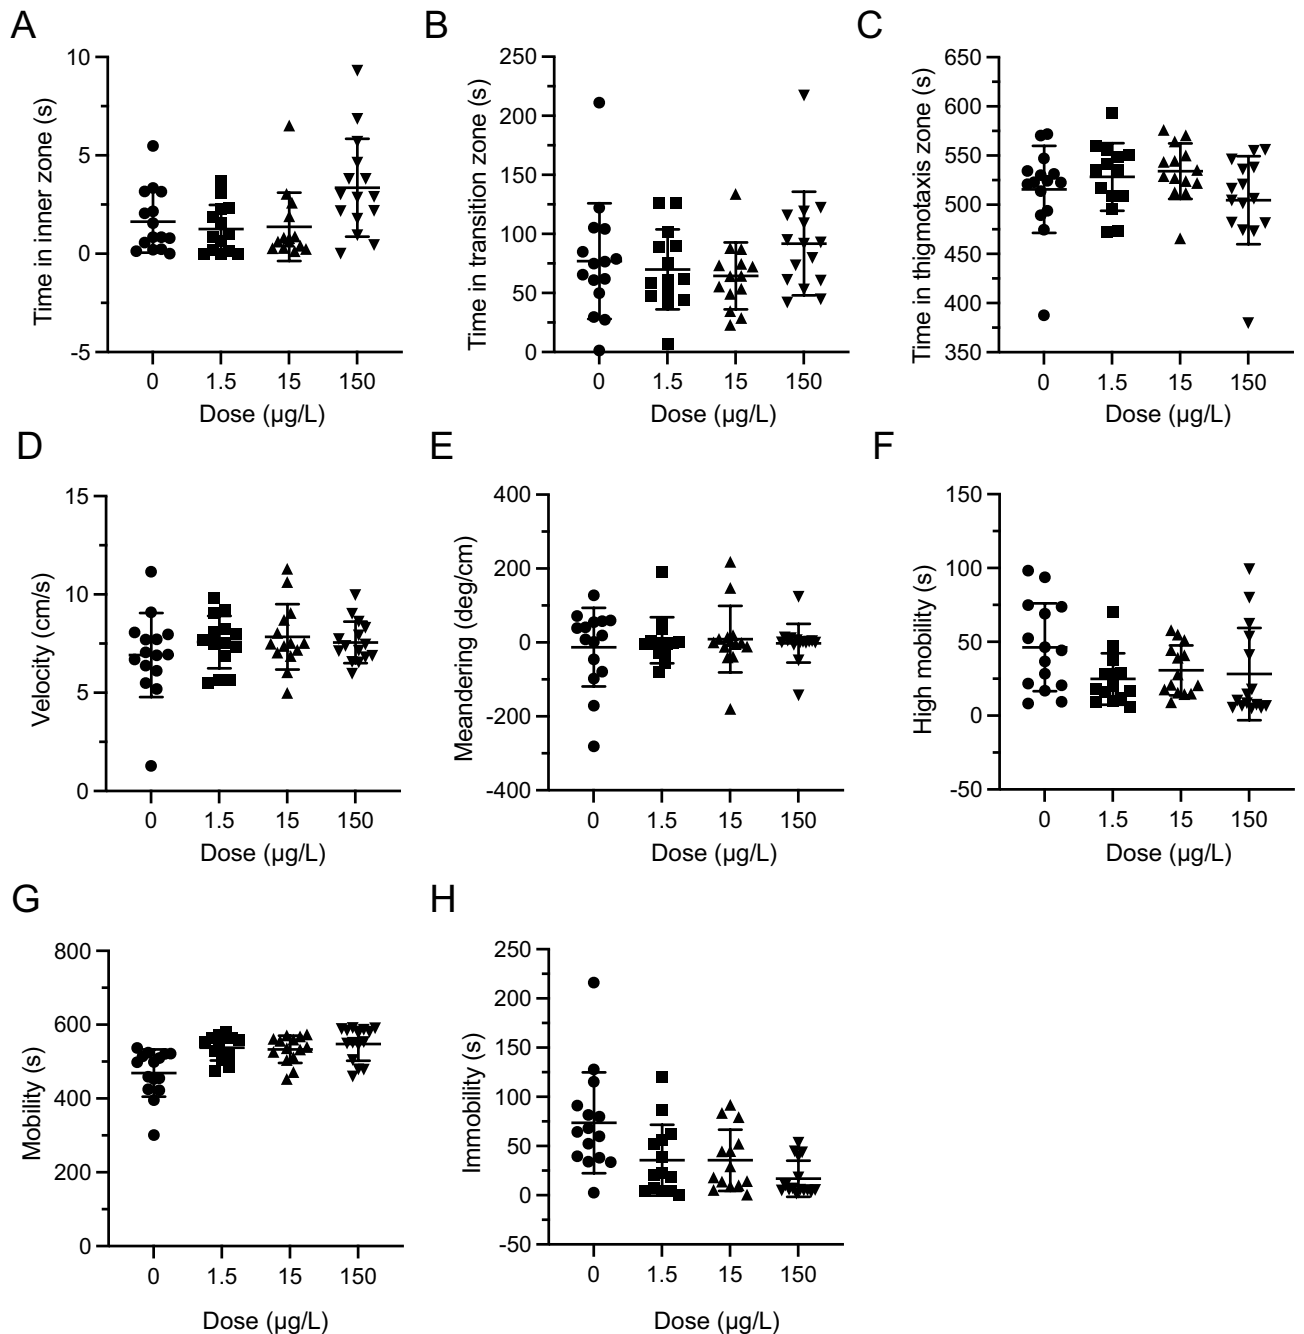 A
Time in inner zone (s)
10
5
0
-5
0 1.5 15 150
Dose (µg/L)
B
Time in transition zone (s)
250
200
150
100
50
0
0 1.5 15 150
Dose (µg/L)
C
Time in thigmotaxis zone (s)
650
600
550
500
450
400
350
0 1.5 15 150
Dose (µg/L)
D
Velocity (cm/s)
15
10
5
0
0 1.5 15 150
Dose (µg/L)
E
Meandering (deg/cm)
400
200
0
-200
-400
0 1.5 15 150
Dose (µg/L)
F
High mobility (s)
150
100
50
0
-50
0 1.5 15 150
Dose (µg/L)
G
Mobility (s)
800
600
400
200
0
0 1.5 15 150
Dose (µg/L)
H
Immobility (s)
250
200
150
100
50
0
-50
0 1.5 15 150
Dose (µg/L)